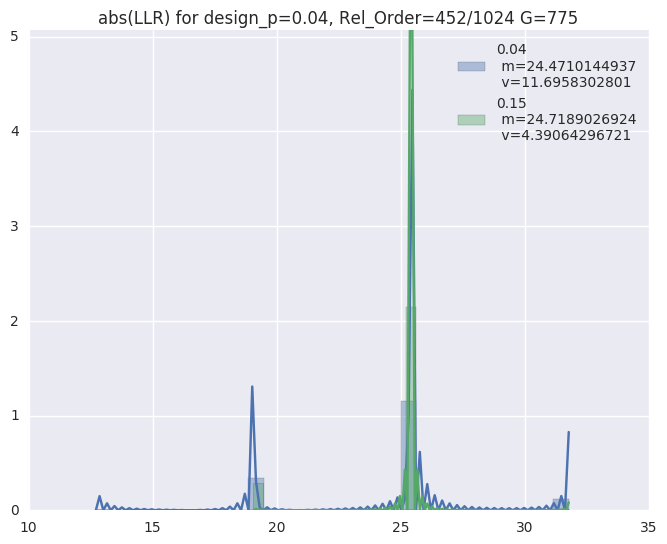 abs(LLR) for design_p=0.04, Rel_Order=452/1024 G=775
0.04
m=24.4710144937
v=11.6958302801
0.15
m=24.7189026924
v=4.39064296721
5
4
3
2
1
0
10 15 20 25 30 35